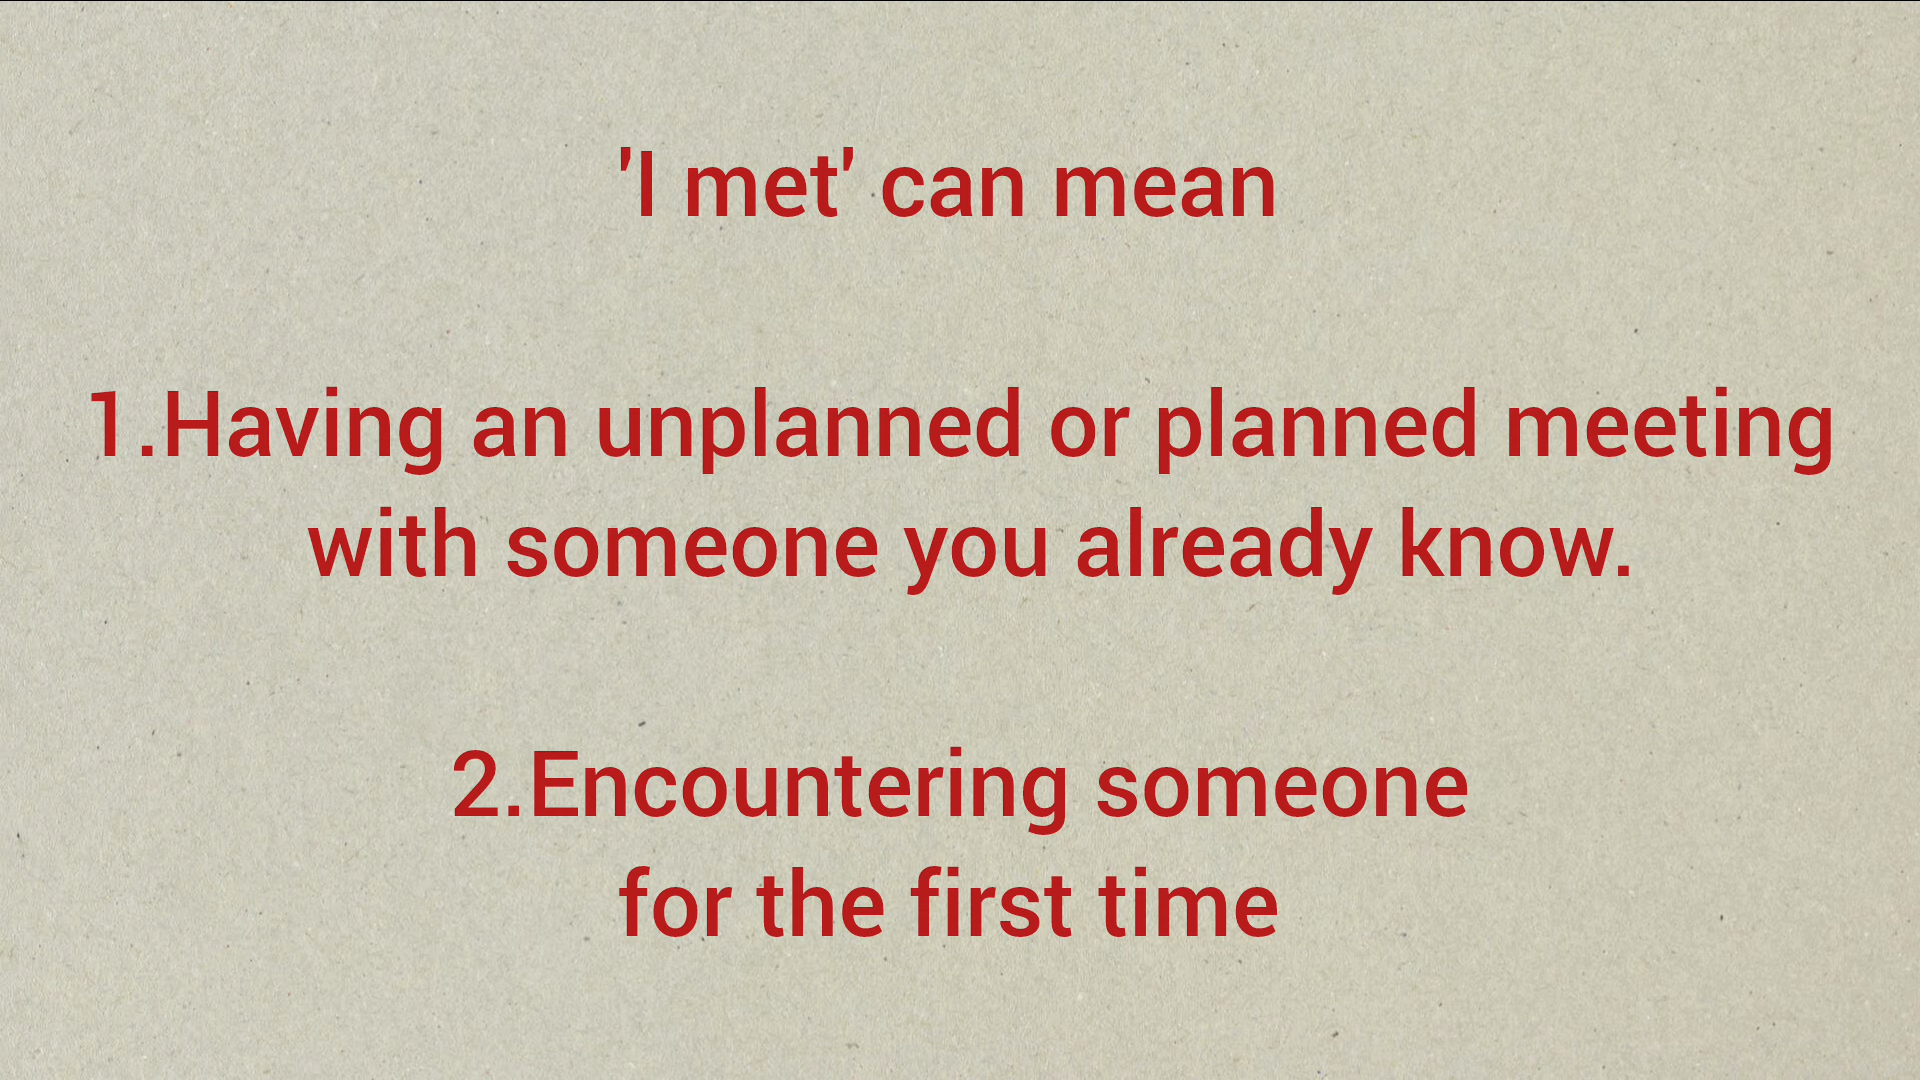 'I met' can mean
1.Having an unplanned or planned meeting
with someone you already know.
2.Encountering someone
for the first time